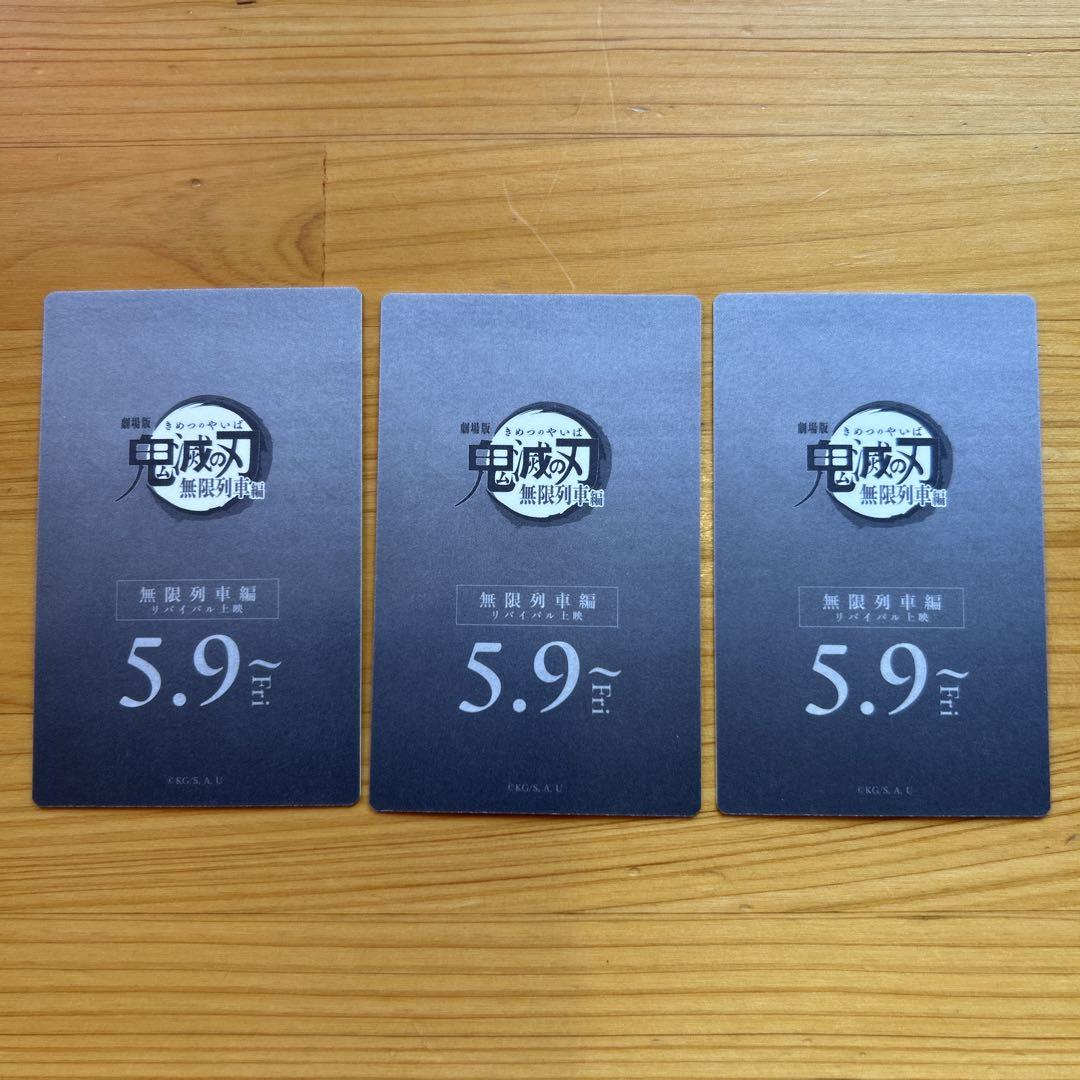 劇場版
きめつのやいば
鬼滅の刃
無限列車編
無限列車編
リバイバル上映
5.9~Fri
©KG/S, A, U
劇場版
きめつのやいば
鬼滅の刃
無限列車編
無限列車編
リバイバル上映
5.9~Fri
©KG/S, A, U
劇場版
きめつのやいば
鬼滅の刃
無限列車編
無限列車編
リバイバル上映
5.9~Fri
©KG/S, A, U